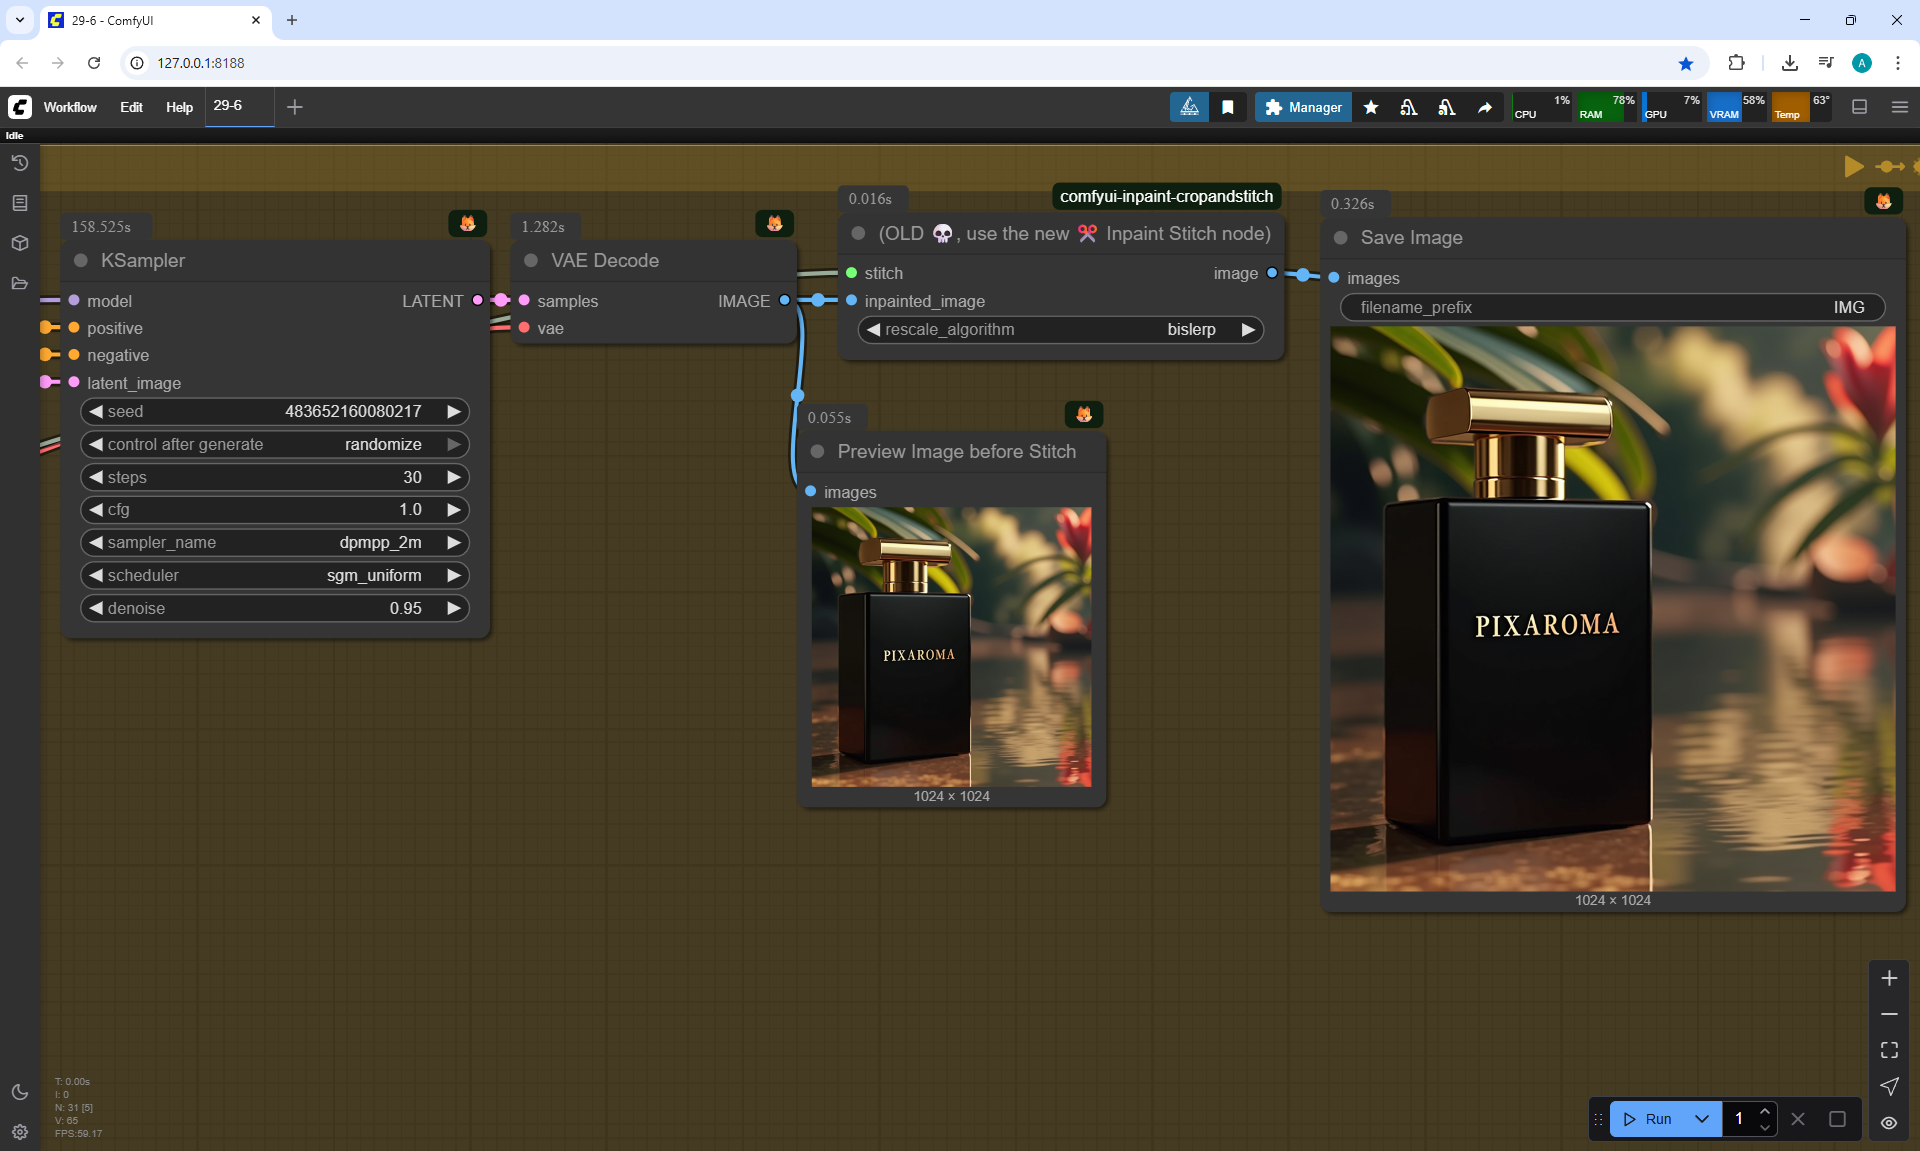 29-6 - ComfyUI
127.0.0.1:8188
A
Workflow
Edit
Help
29-6
Manager
CPU 1%
RAM 78%
GPU 7%
VRAM 58%
Temp 63°
Idle
158.525s
KSampler
model
LATENT
positive
negative
latent_image
seed
483652160080217
control after generate
randomize
steps
30
cfg
1.0
sampler_name
dpmpp_2m
scheduler
sgm_uniform
denoise
0.95
1.282s
VAE Decode
samples
IMAGE
vae
0.016s
comfyui-inpaint-cropandstitch
(OLD 💀, use the new ✂️ Inpaint Stitch node)
stitch
image
inpainted_image
rescale_algorithm
bislerp
0.055s
Preview Image before Stitch
images
PIXAROMA
1024 × 1024
0.326s
Save Image
images
filename_prefix
IMG
PIXAROMA
1024 × 1024
T: 0.00s
I: 0
N: 31 [5]
V: 65
FPS:59.17
Run
1